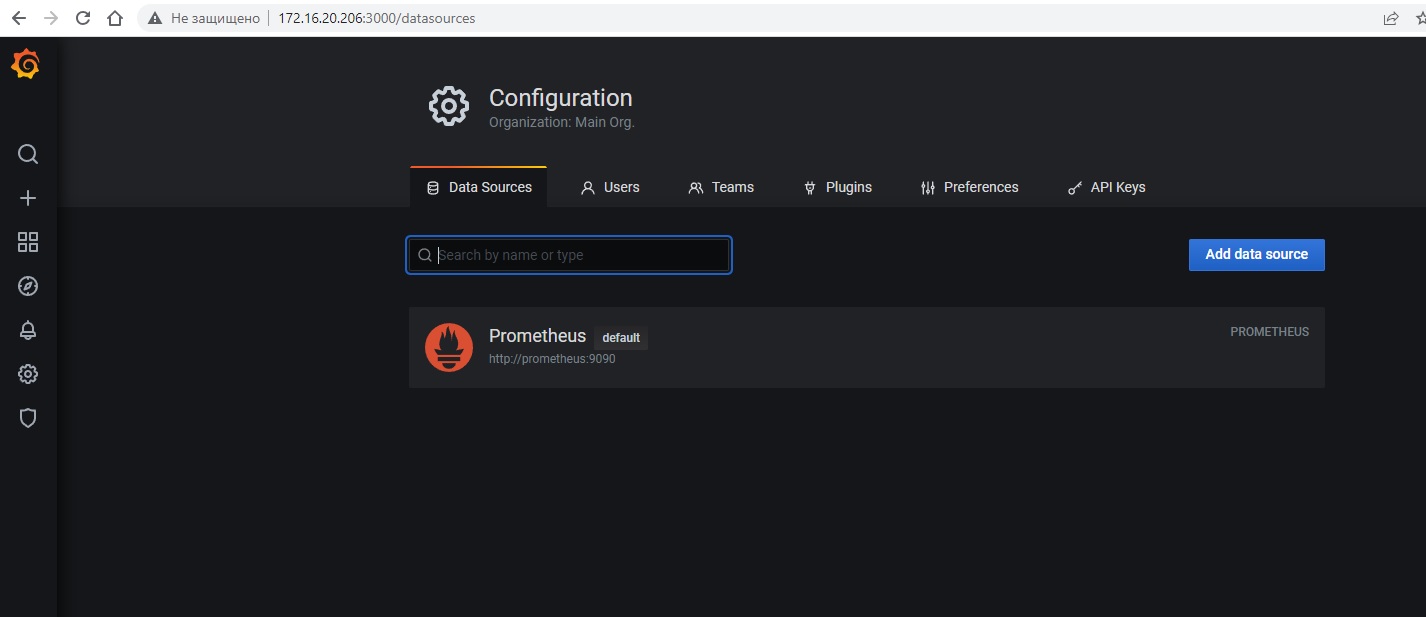 Не защищено 172.16.20.206:3000/datasources
Configuration
Organization: Main Org.
Data Sources Users Teams Plugins Preferences API Keys
Search by name or type
Add data source
Prometheus default
PROMETHEUS
http://prometheus:9090